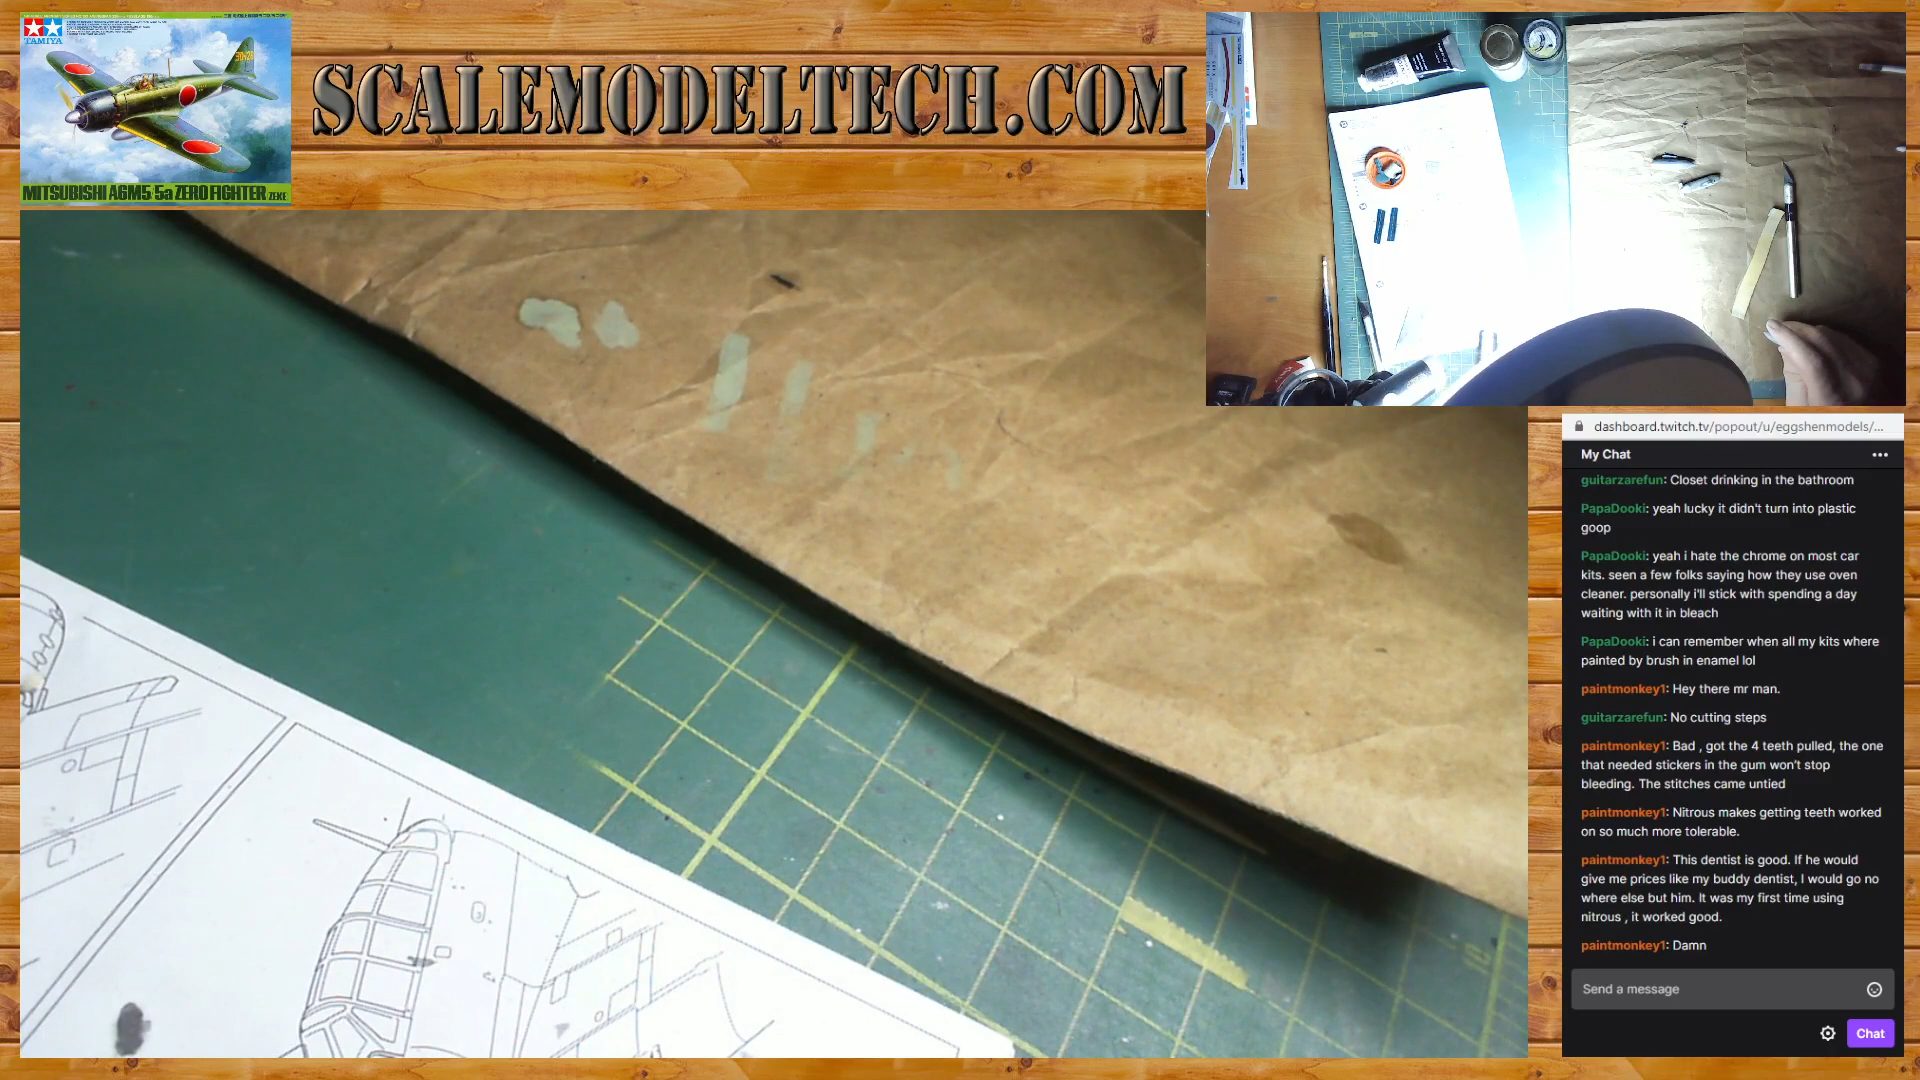 TAMIYA
MITSUBISHI A6M5/5a ZERO FIGHTER ZEKE
SCALEMODELTECH.COM
dashboard.twitch.tv/popout/u/eggshenmodels/...
My Chat
guitarzarefun: Closet drinking in the bathroom
PapaDooki: yeah lucky it didn't turn into plastic
goop
PapaDooki: yeah i hate the chrome on most car
kits. seen a few folks saying how they use oven
cleaner. personally i'll stick with spending a day
waiting with it in bleach
PapaDooki: i can remember when all my kits where
painted by brush in enamel lol
paintmonkey1: Hey there mr man.
guitarzarefun: No cutting steps
paintmonkey1: Bad , got the 4 teeth pulled, the one
that needed stickers in the gum won't stop
bleeding. The stitches came untied
paintmonkey1: Nitrous makes getting teeth worked
on so much more tolerable.
paintmonkey1: This dentist is good. If he would
give me prices like my buddy dentist, I would go no
where else but him. It was my first time using
nitrous , it worked good.
paintmonkey1: Damn
Send a message
Chat